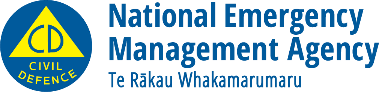 CD
CIVIL
DEFENCE
National Emergency
Management Agency
Te Rākau Whakamarumaru